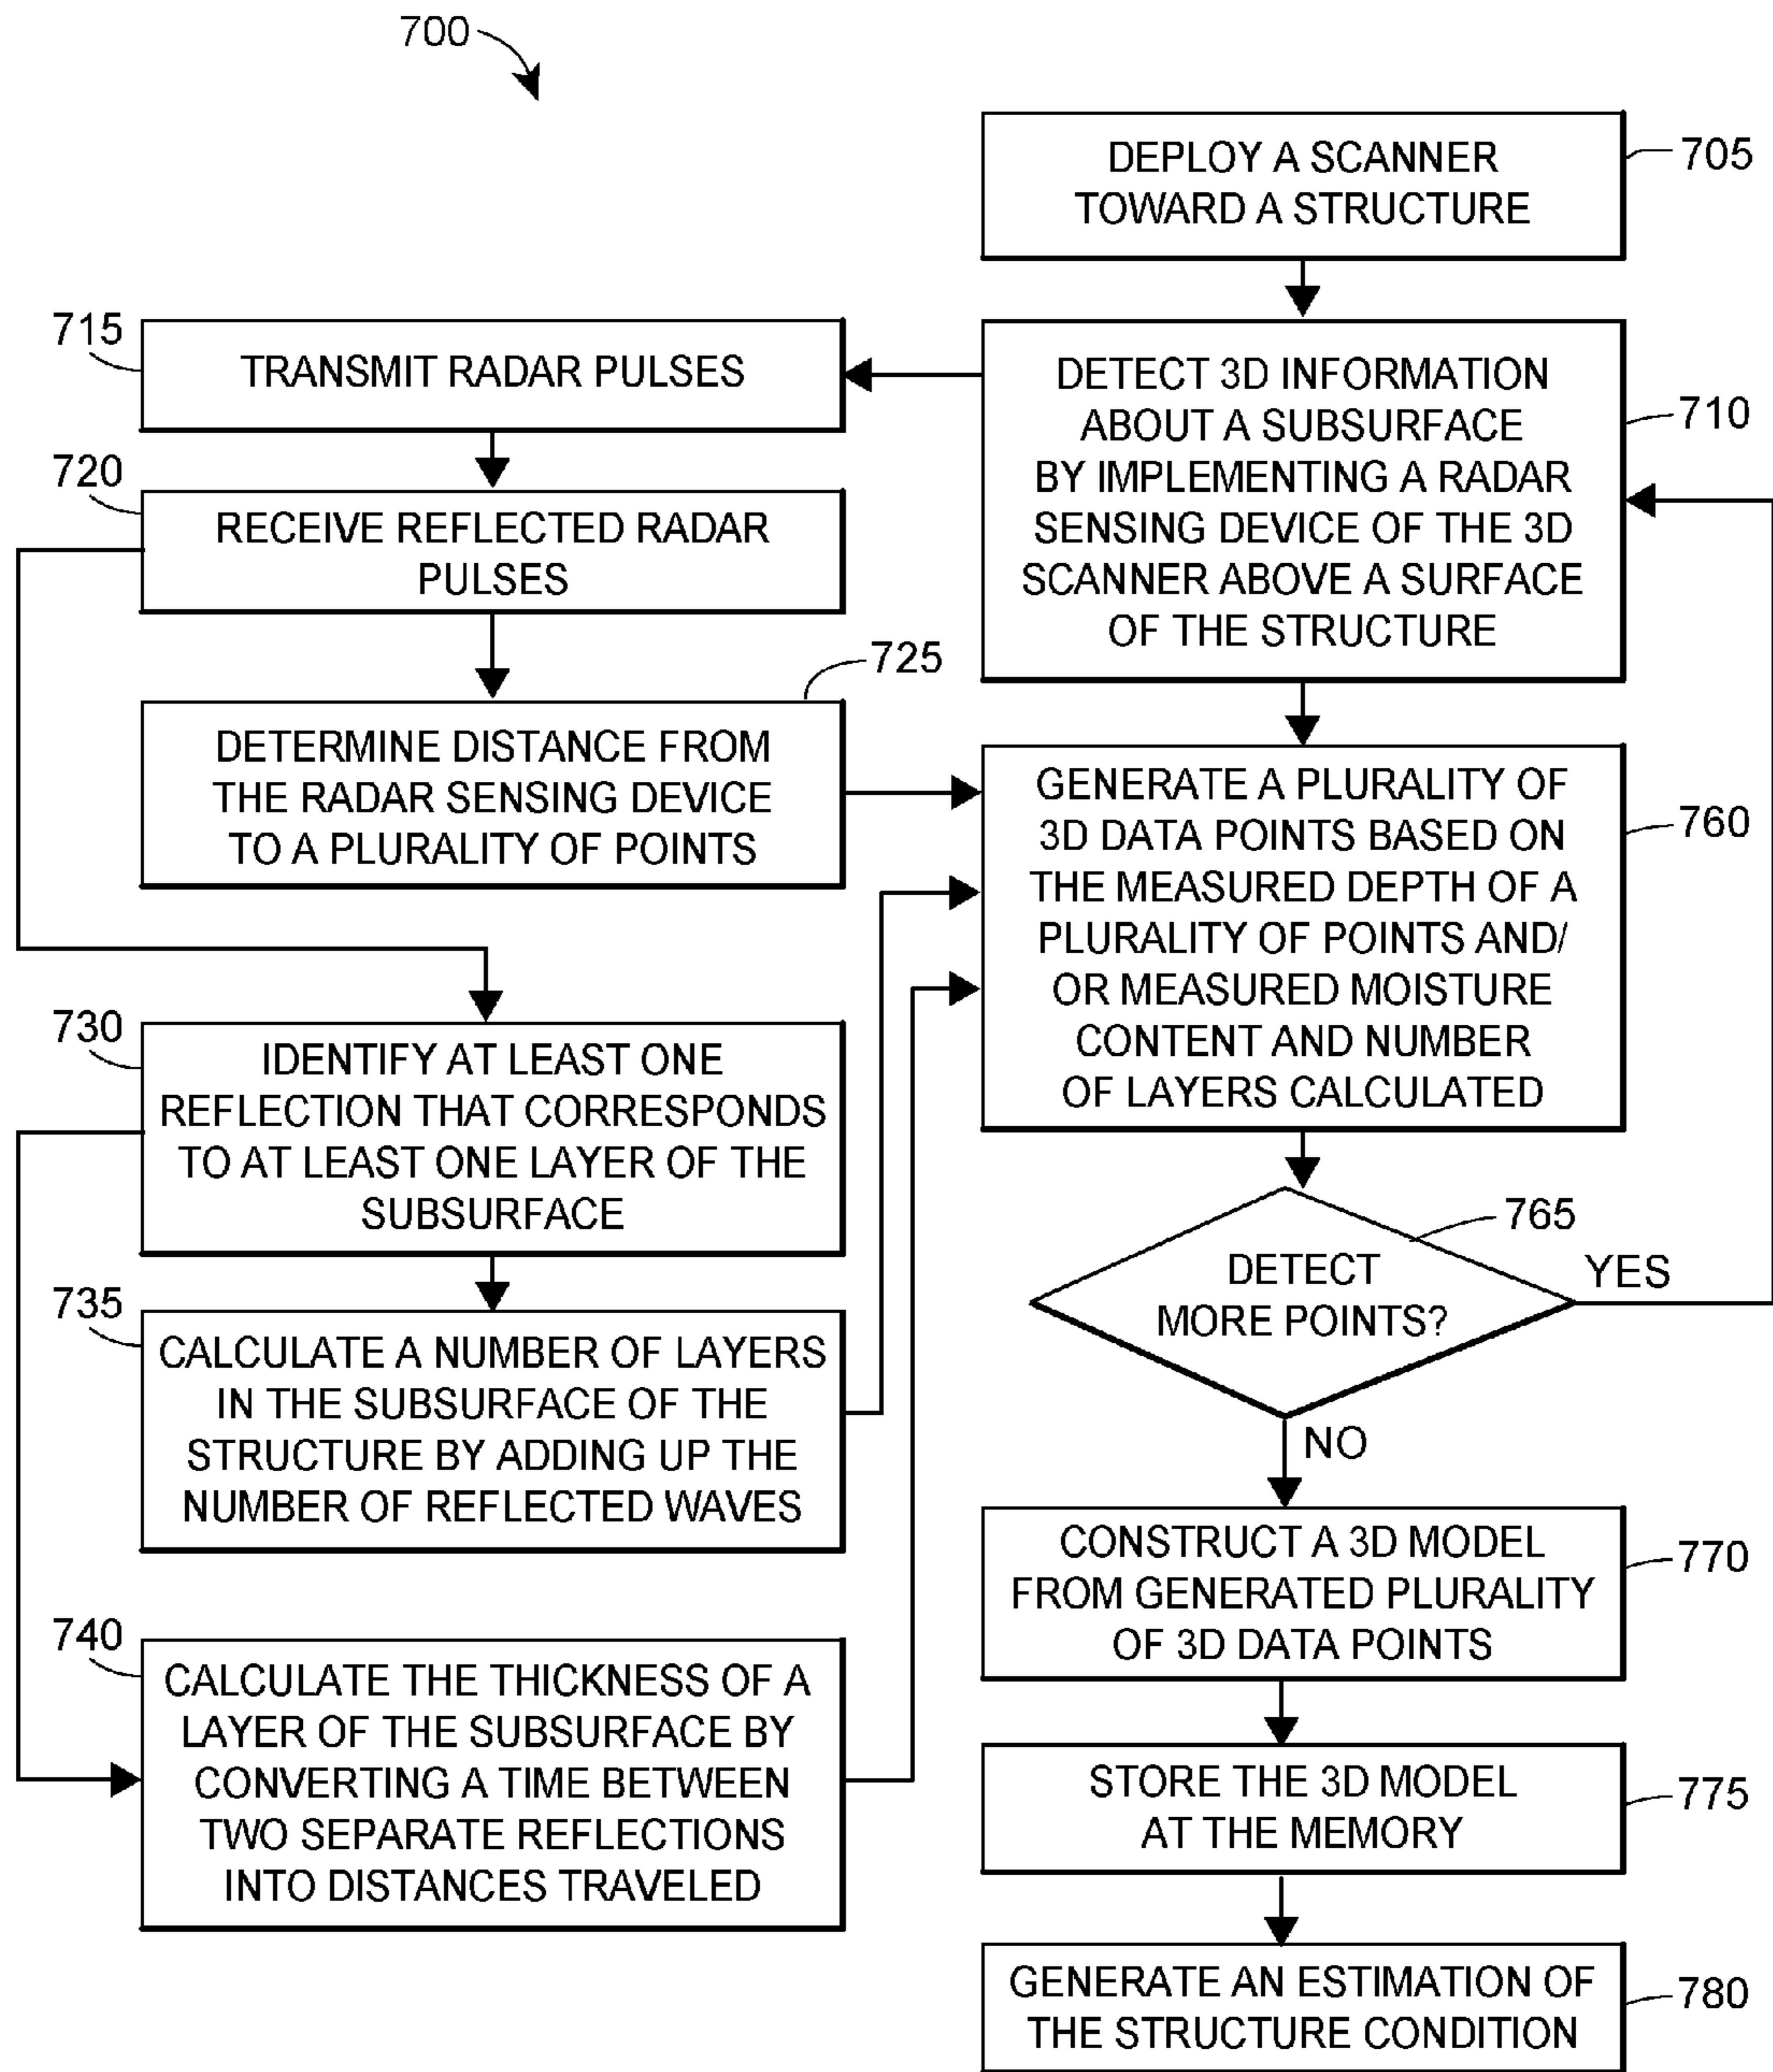 700
DEPLOY A SCANNER
TOWARD A STRUCTURE
705
715
TRANSMIT RADAR PULSES
DETECT 3D INFORMATION
ABOUT A SUBSURFACE
BY IMPLEMENTING A RADAR
SENSING DEVICE OF THE 3D
SCANNER ABOVE A SURFACE
OF THE STRUCTURE
710
720
RECEIVE REFLECTED RADAR
PULSES
725
DETERMINE DISTANCE FROM
THE RADAR SENSING DEVICE
TO A PLURALITY OF POINTS
GENERATE A PLURALITY OF
3D DATA POINTS BASED ON
THE MEASURED DEPTH OF A
PLURALITY OF POINTS AND/
OR MEASURED MOISTURE
CONTENT AND NUMBER
OF LAYERS CALCULATED
760
730
IDENTIFY AT LEAST ONE
REFLECTION THAT CORRESPONDS
TO AT LEAST ONE LAYER OF THE
SUBSURFACE
765
DETECT
MORE POINTS?
YES
NO
735
CALCULATE A NUMBER OF LAYERS
IN THE SUBSURFACE OF THE
STRUCTURE BY ADDING UP THE
NUMBER OF REFLECTED WAVES
CONSTRUCT A 3D MODEL
FROM GENERATED PLURALITY
OF 3D DATA POINTS
770
740
CALCULATE THE THICKNESS OF A
LAYER OF THE SUBSURFACE BY
CONVERTING A TIME BETWEEN
TWO SEPARATE REFLECTIONS
INTO DISTANCES TRAVELED
STORE THE 3D MODEL
AT THE MEMORY
775
GENERATE AN ESTIMATION OF
THE STRUCTURE CONDITION
780